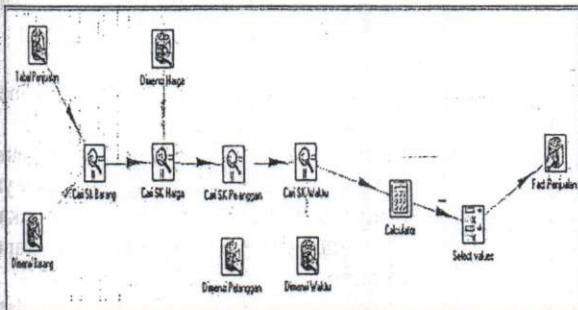 Tabel Penjualan
Dimensi Harga
Cari SK Barang
Cari SK Harga
Cari SK Pelanggan
Cari SK Waktu
Fact Penjualan
Calculator
Select values
Dimensi Barang
Dimensi Pelanggan
Dimensi Waktu